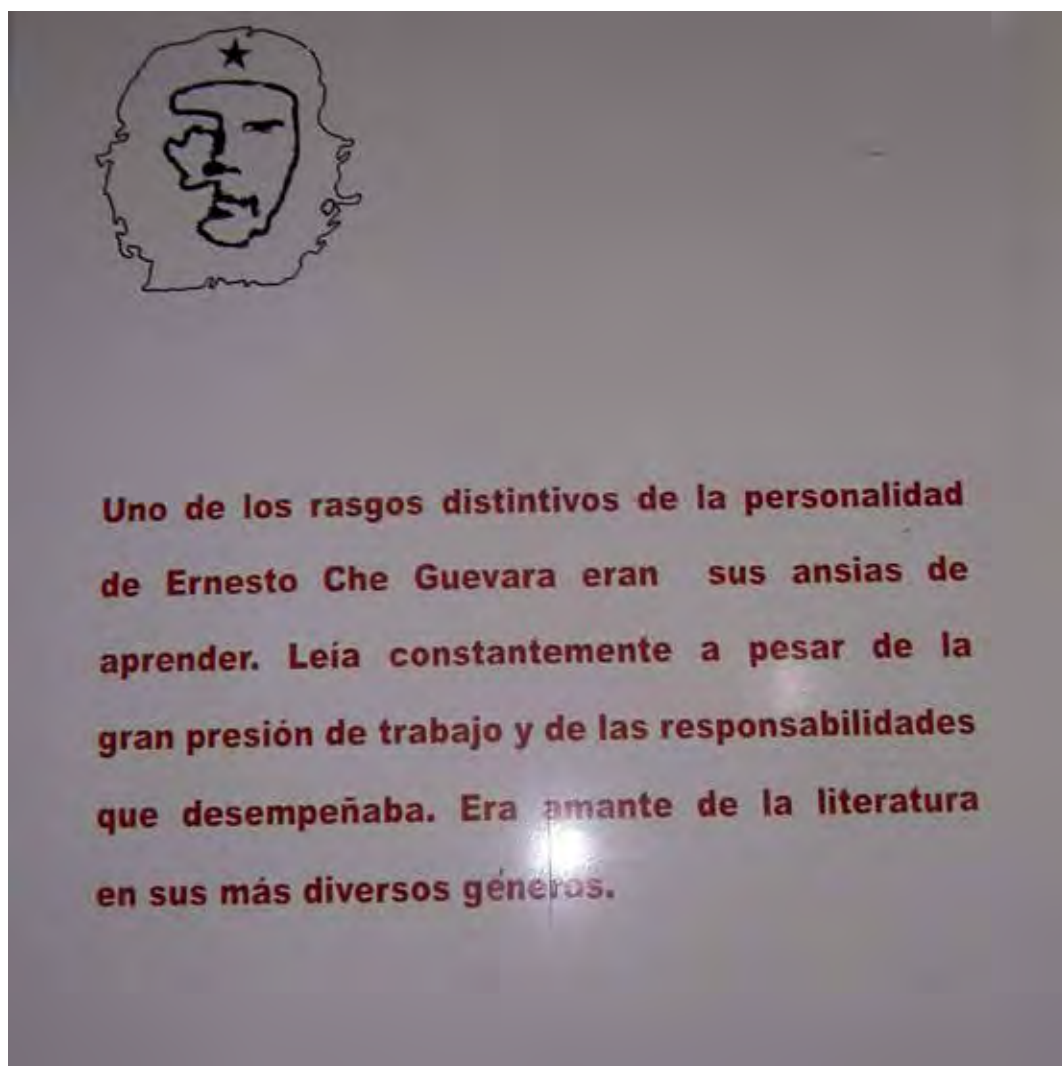 Uno de los rasgos distintivos de la personalidad
de Ernesto Che Guevara eran sus ansias de
aprender. Leía constantemente a pesar de la
gran presión de trabajo y de las responsabilidades
que desempeñaba. Era amante de la literatura
en sus más diversos géneros.